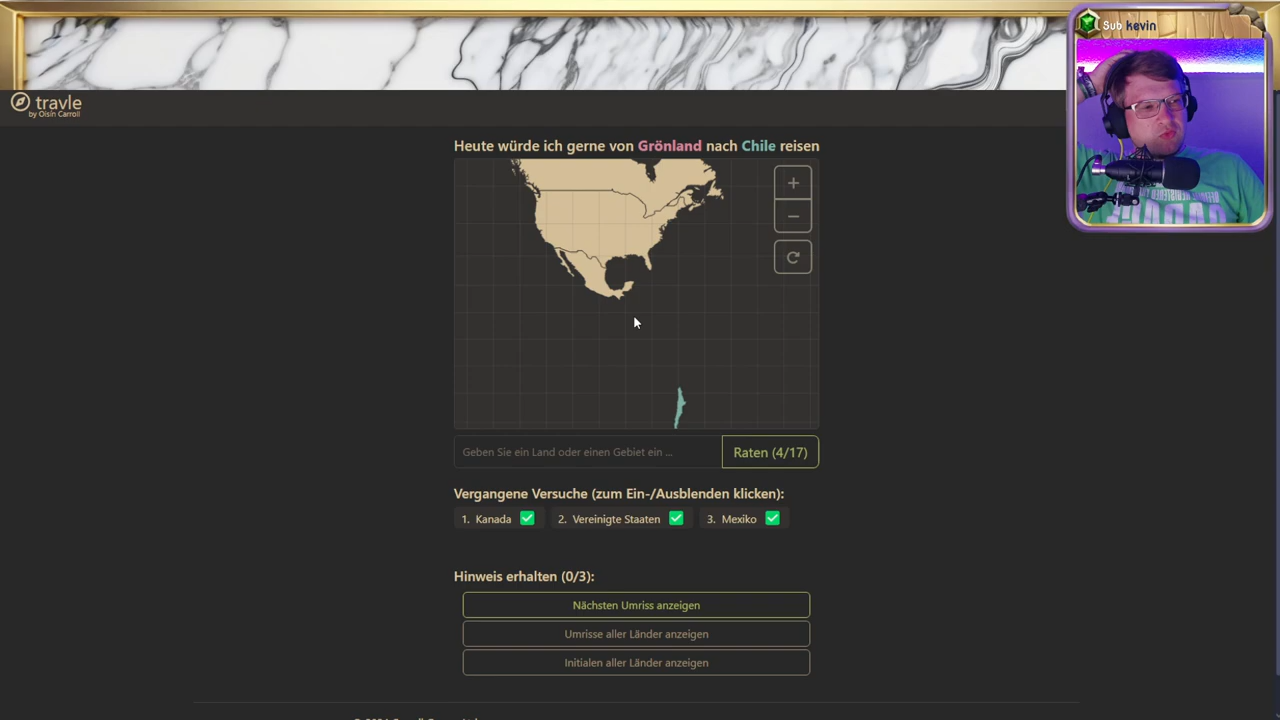 Sub kevin
travle
by Oisín Carroll
Heute würde ich gerne von Grönland nach Chile reisen
Geben Sie ein Land oder einen Gebiet ein ...
Raten (4/17)
Vergangene Versuche (zum Ein-/Ausblenden klicken):
1. Kanada
2. Vereinigte Staaten
3. Mexiko
Hinweis erhalten (0/3):
Nächsten Umriss anzeigen
Umrisse aller Länder anzeigen
Initialen aller Länder anzeigen